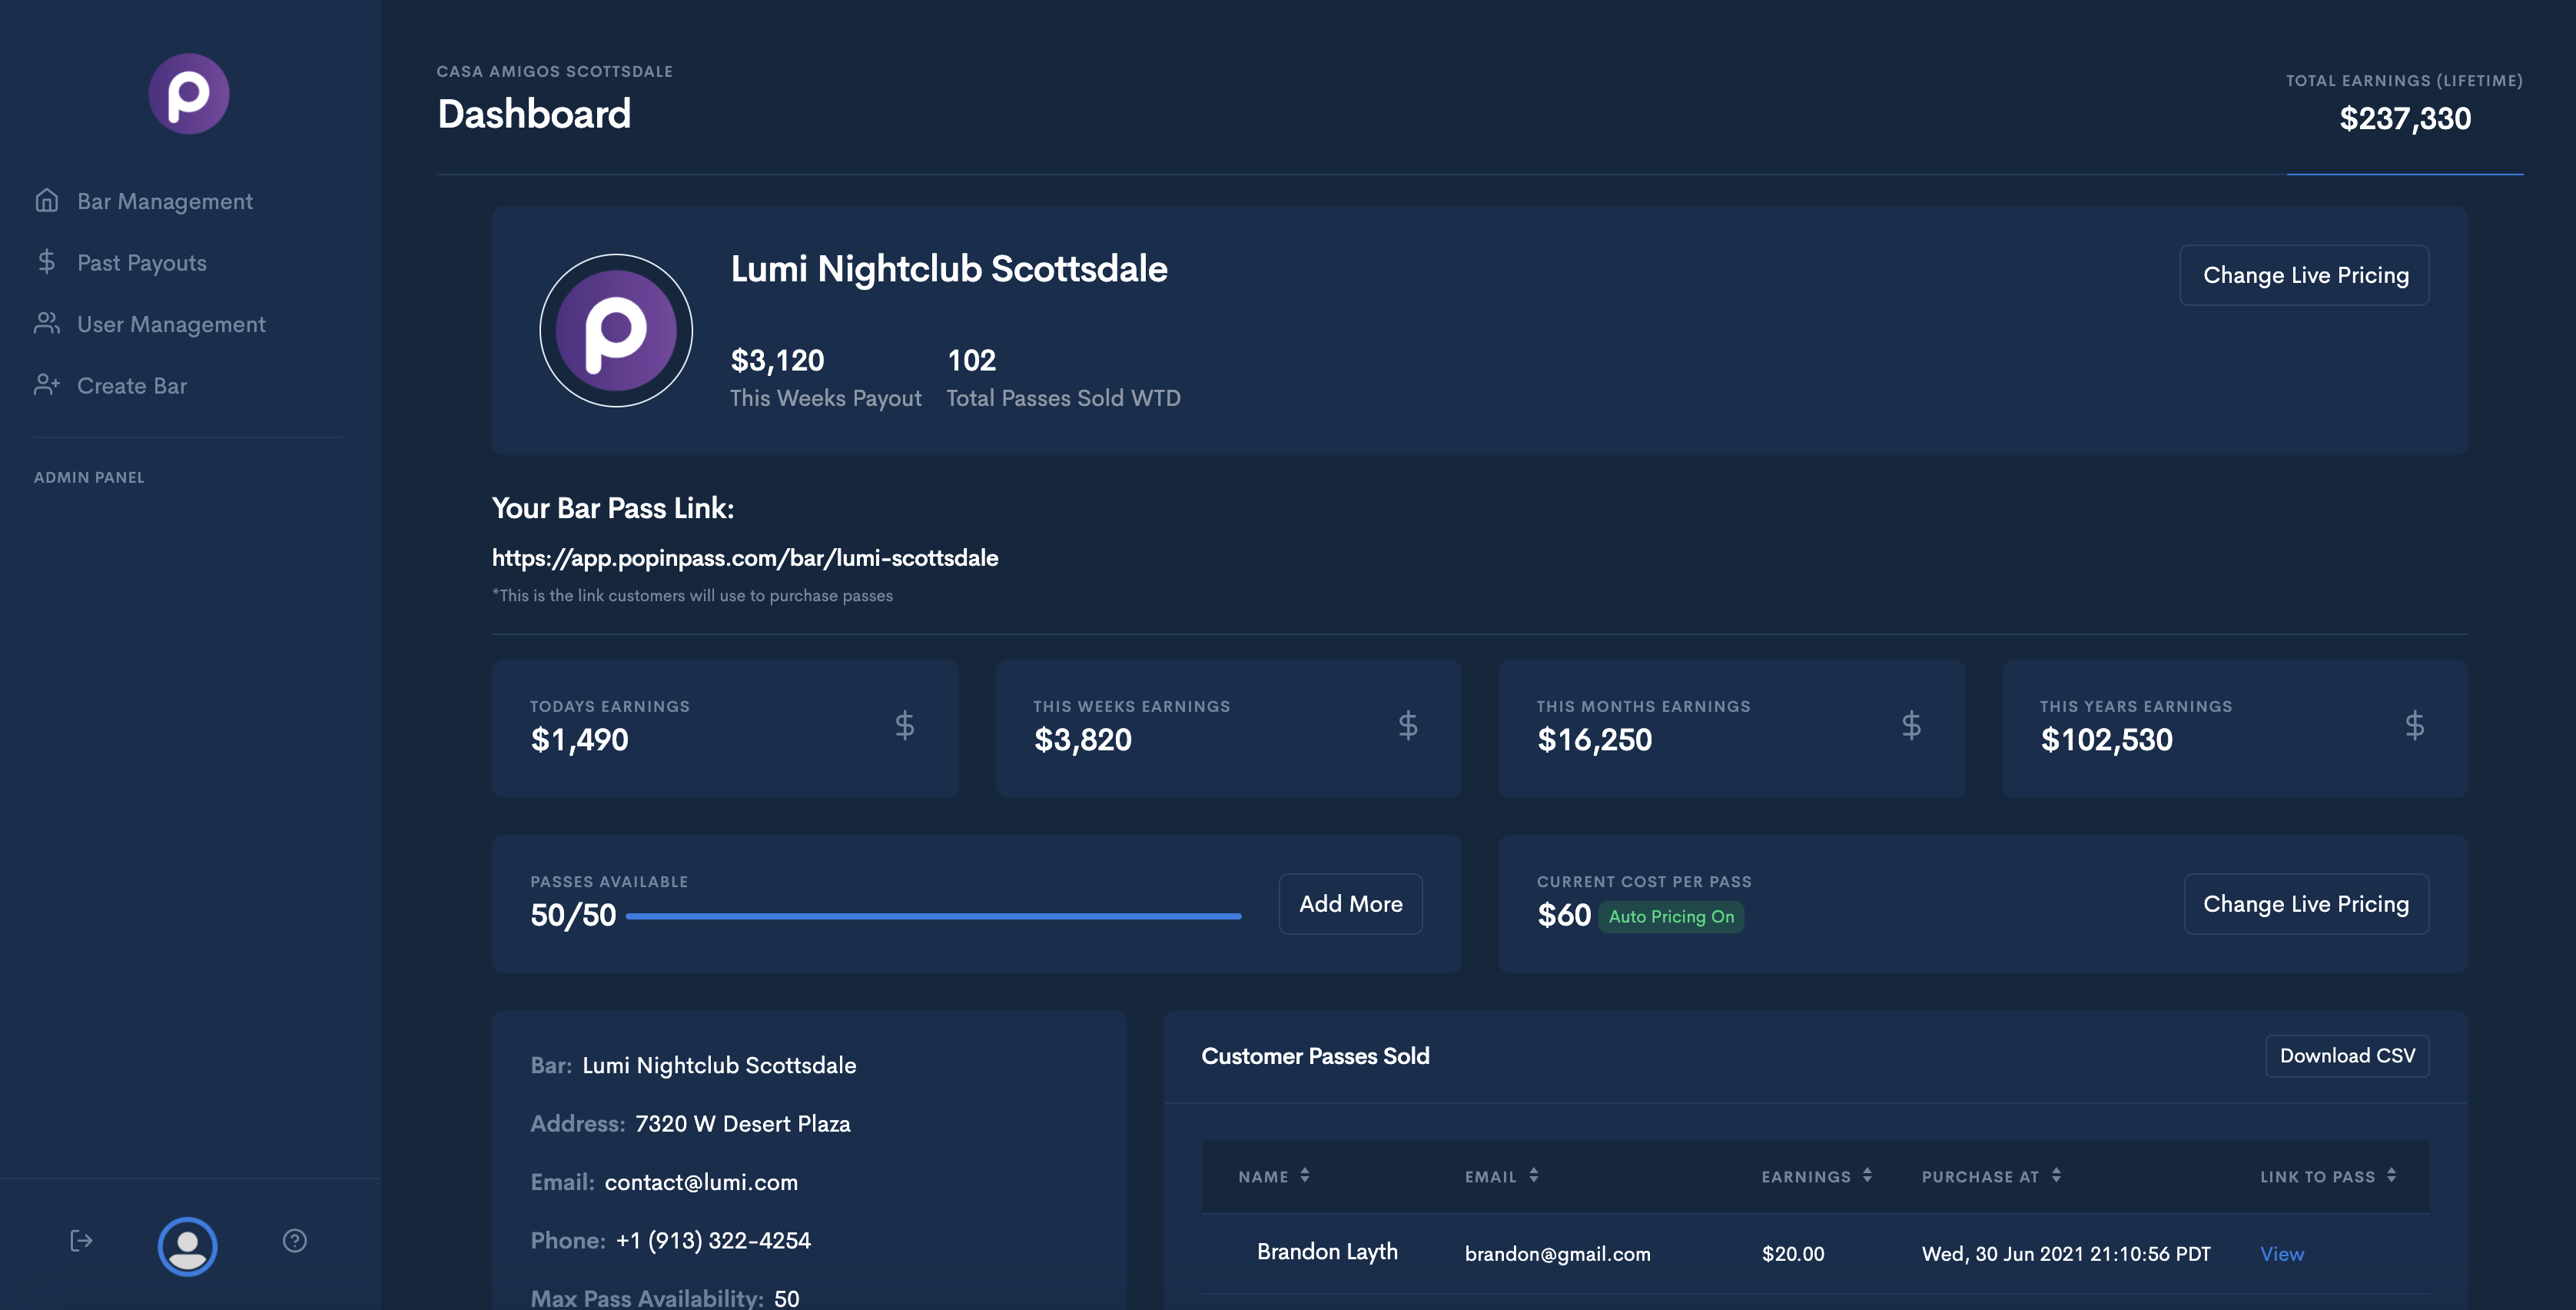 Bar Management
Past Payouts
User Management
Create Bar
ADMIN PANEL
CASA AMIGOS SCOTTSDALE
Dashboard
TOTAL EARNINGS (LIFETIME)
$237,330
Lumi Nightclub Scottsdale
Change Live Pricing
$3,120 102
This Weeks Payout Total Passes Sold WTD
Your Bar Pass Link:
https://app.popinpass.com/bar/lumi-scottsdale
*This is the link customers will use to purchase passes
TODAYS EARNINGS
$1,490
THIS WEEKS EARNINGS
$3,820
THIS MONTHS EARNINGS
$16,250
THIS YEARS EARNINGS
$102,530
PASSES AVAILABLE
50/50
Add More
CURRENT COST PER PASS
$60 Auto Pricing On
Change Live Pricing
Bar: Lumi Nightclub Scottsdale
Address: 7320 W Desert Plaza
Email: contact@lumi.com
Phone: +1 (913) 322-4254
Max Pass Availability: 50
Customer Passes Sold
Download CSV
NAME EMAIL EARNINGS PURCHASE AT LINK TO PASS
Brandon Layth brandon@gmail.com $20.00 Wed, 30 Jun 2021 21:10:56 PDT View